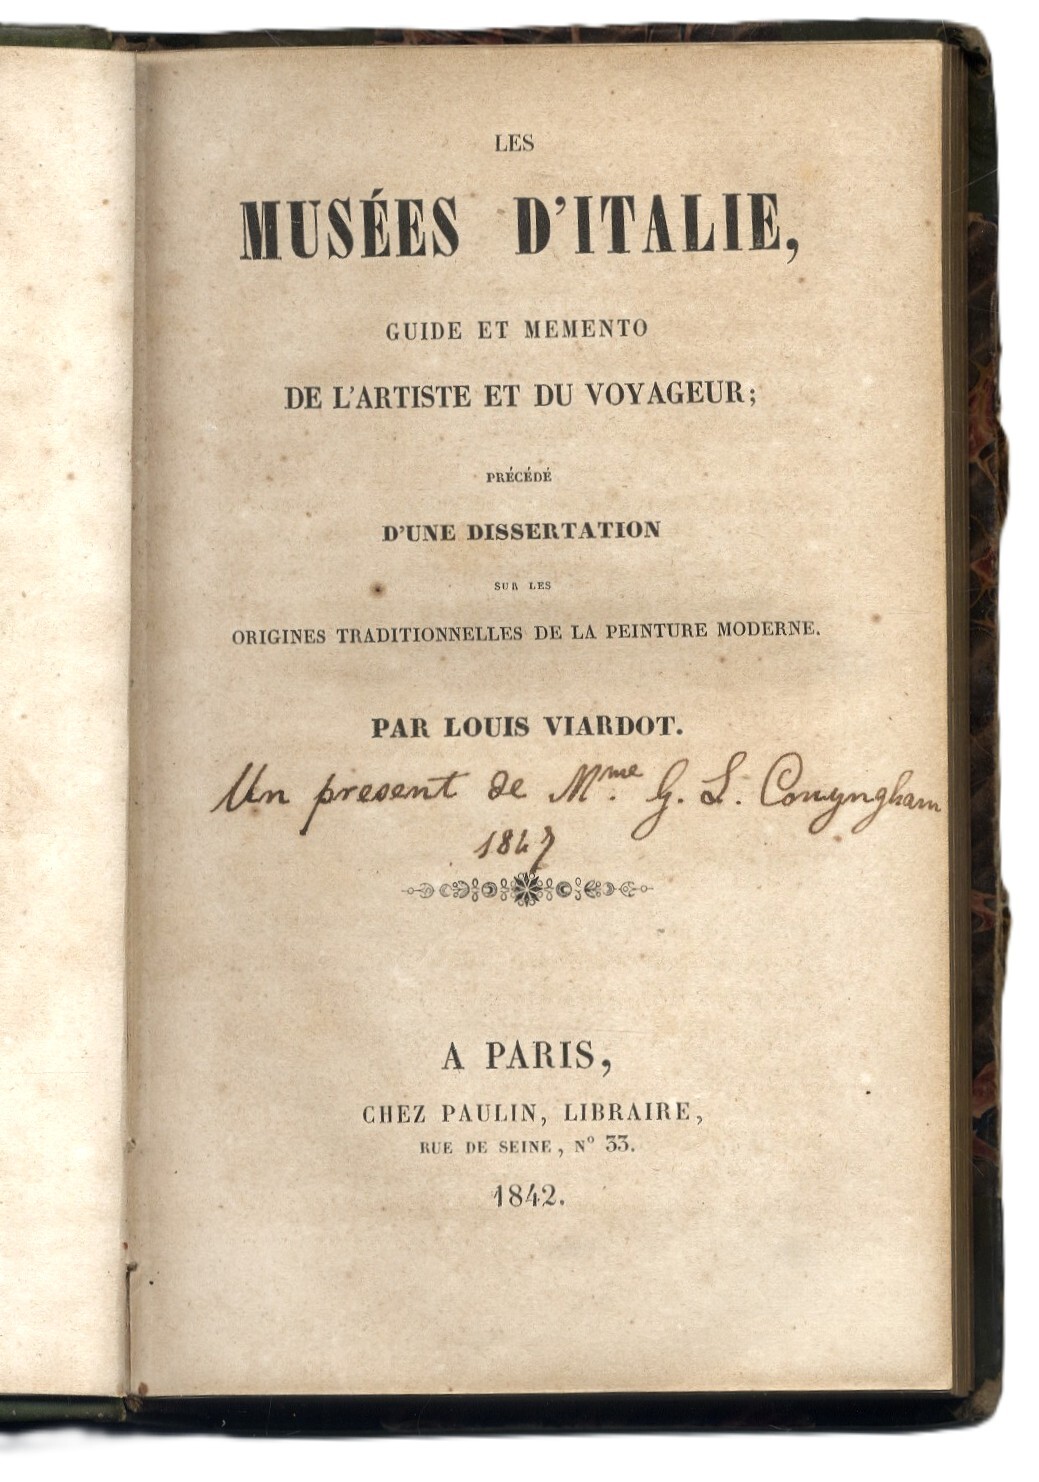 LES
MUSÉES D'ITALIE,
GUIDE ET MEMENTO
DE L'ARTISTE ET DU VOYAGEUR;
PRÉCÉDÉ
D'UNE DISSERTATION
SUR LES
ORIGINES TRADITIONNELLES DE LA PEINTURE MODERNE.
PAR LOUIS VIARDOT.
Un present de Mme. G. L. Conyngham
1847
A PARIS,
CHEZ PAULIN, LIBRAIRE,
RUE DE SEINE, Nº 33.
1842.